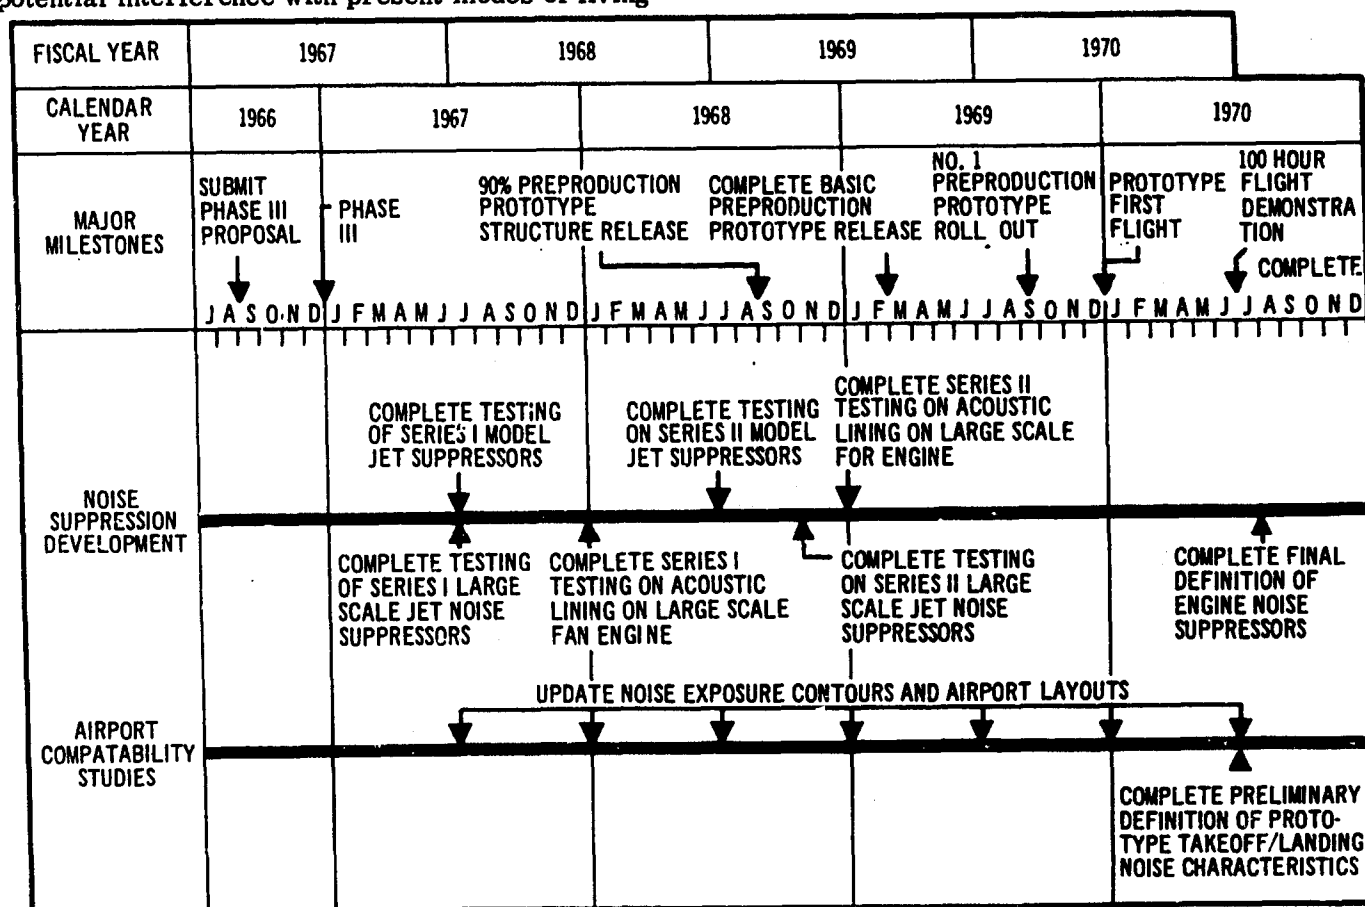 potential interference with present modes of living
FISCAL YEAR 1967 1968 1969 1970
CALENDAR
YEAR
1966 1967 1968 1969 1970
MAJOR
MILESTONES
SUBMIT
PHASE III
PROPOSAL
PHASE
III
90% PREPRODUCTION
PROTOTYPE
STRUCTURE RELEASE
COMPLETE BASIC
PREPRODUCTION
PROTOTYPE RELEASE
NO. 1
PREPRODUCTION
PROTOTYPE
ROLL OUT
PROTOTYPE
FIRST
FLIGHT
100 HOUR
FLIGHT
DEMONSTRA
TION
COMPLETE
J A S O N D J F M A M J J A S O N D J F M A M J J A S O N D J F M A M J J A S O N D J F M A M J J A S O N D
NOISE
SUPPRESSION
DEVELOPMENT
COMPLETE TESTING
OF SERIES I MODEL
JET SUPPRESSORS
COMPLETE TESTING
ON SERIES II MODEL
JET SUPPRESSORS
COMPLETE SERIES II
TESTING ON ACOUSTIC
LINING ON LARGE SCALE
FOR ENGINE
COMPLETE TESTING
OF SERIES I LARGE
SCALE JET NOISE
SUPPRESSORS
COMPLETE SERIES I
TESTING ON ACOUSTIC
LINING ON LARGE SCALE
FAN ENGINE
COMPLETE TESTING
ON SERIES II LARGE
SCALE JET NOISE
SUPPRESSORS
COMPLETE FINAL
DEFINITION OF
ENGINE NOISE
SUPPRESSORS
AIRPORT
COMPATABILITY
STUDIES
UPDATE NOISE EXPOSURE CONTOURS AND AIRPORT LAYOUTS
COMPLETE PRELIMINARY
DEFINITION OF PROTO-
TYPE TAKEOFF/LANDING
NOISE CHARACTERISTICS